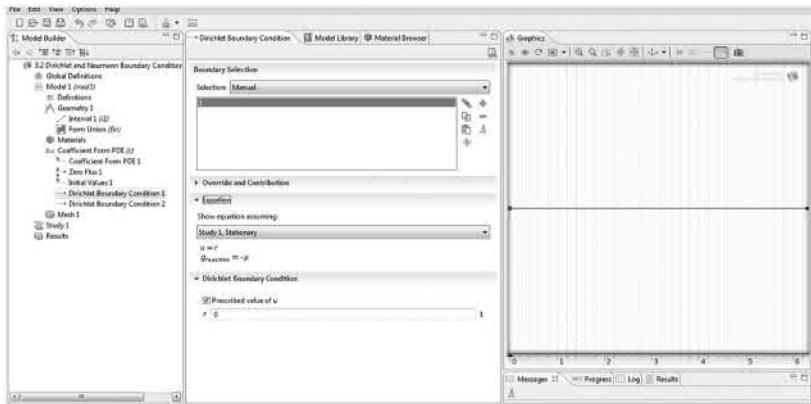 File Edit View Options Help
Model Builder
3.2 Dirichlet and Neumann Boundary Condition
Global Definitions
Model 1 (mod1)
Definitions
Geometry 1
Interval 1 (i1)
Form Union (fin)
Materials
Coefficient Form PDE (c)
Coefficient Form PDE 1
Zero Flux 1
Initial Values 1
Dirichlet Boundary Condition 1
Dirichlet Boundary Condition 2
Mesh 1
Study 1
Results
Dirichlet Boundary Condition Model Library Material Browser
Boundary Selection
Selection: Manual
Override and Contribution
Equation
Show equation assuming:
Study 1, Stationary
u = r
g reaction = -μ
Dirichlet Boundary Condition
Prescribed value of u
r 0 1
Graphics
0 1 2 3 4 5 6
Messages Progress Log Results